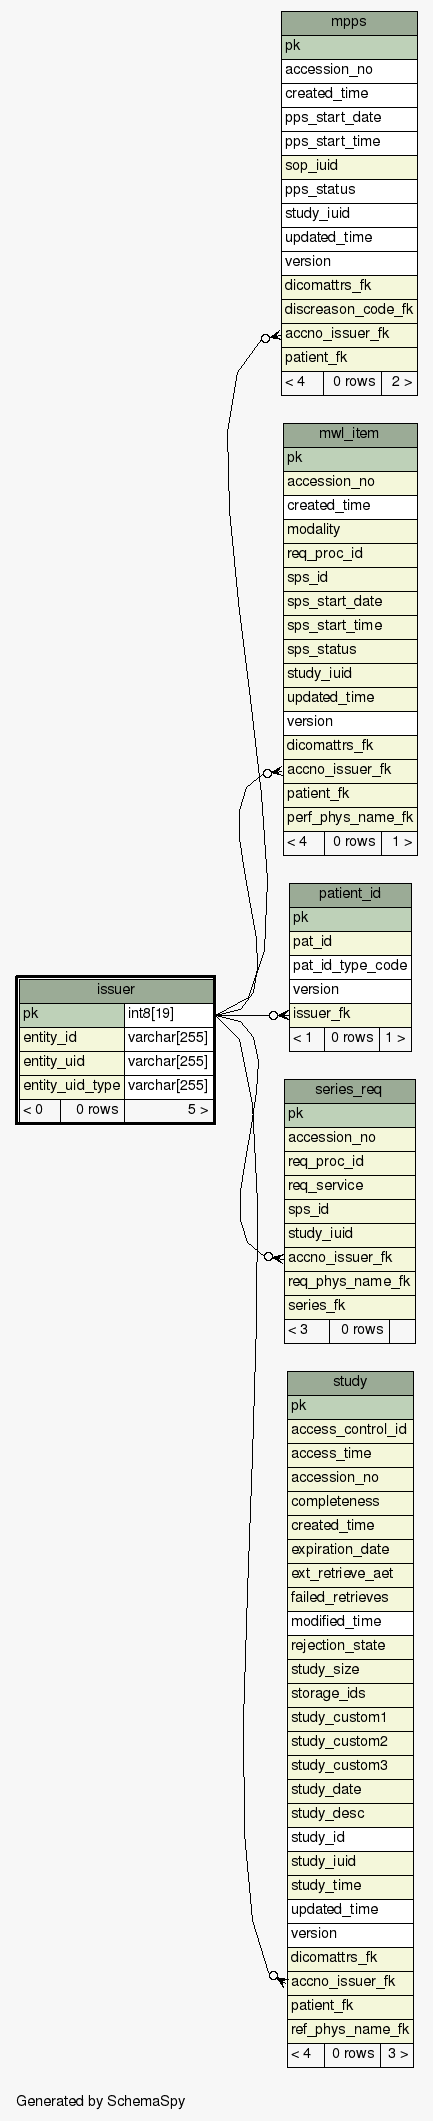 mpps
pk
accession_no
created_time
pps_start_date
pps_start_time
sop_iuid
pps_status
study_iuid
updated_time
version
dicomattrs_fk
discreason_code_fk
accno_issuer_fk
patient_fk
< 4 0 rows 2 >
mwl_item
pk
accession_no
created_time
modality
req_proc_id
sps_id
sps_start_date
sps_start_time
sps_status
study_iuid
updated_time
version
dicomattrs_fk
accno_issuer_fk
patient_fk
perf_phys_name_fk
< 4 0 rows 1 >
patient_id
pk
pat_id
pat_id_type_code
version
issuer_fk
< 1 0 rows 1 >
issuer
pk int8[19]
entity_id varchar[255]
entity_uid varchar[255]
entity_uid_type varchar[255]
< 0 0 rows 5 >
series_req
pk
accession_no
req_proc_id
req_service
sps_id
study_iuid
accno_issuer_fk
req_phys_name_fk
series_fk
< 3 0 rows
study
pk
access_control_id
access_time
accession_no
completeness
created_time
expiration_date
ext_retrieve_aet
failed_retrieves
modified_time
rejection_state
study_size
storage_ids
study_custom1
study_custom2
study_custom3
study_date
study_desc
study_id
study_iuid
study_time
updated_time
version
dicomattrs_fk
accno_issuer_fk
patient_fk
ref_phys_name_fk
< 4 0 rows 3 >
Generated by SchemaSpy